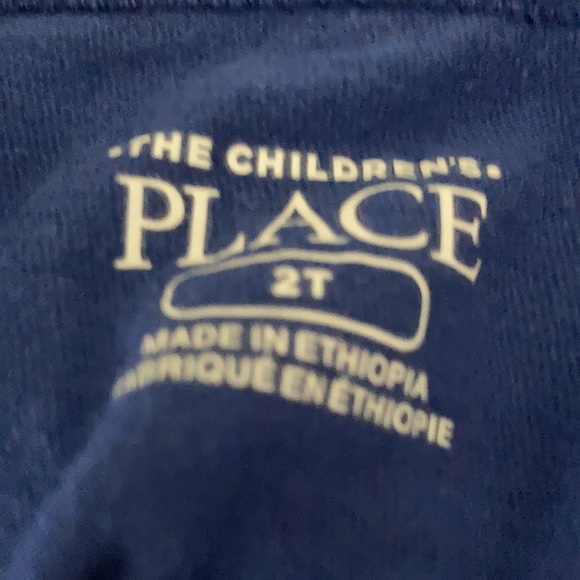 ·THE CHILDREN'S·
PLACE
2T
MADE IN ETHIOPIA
FABRIQUÉ EN ÉTHIOPIE